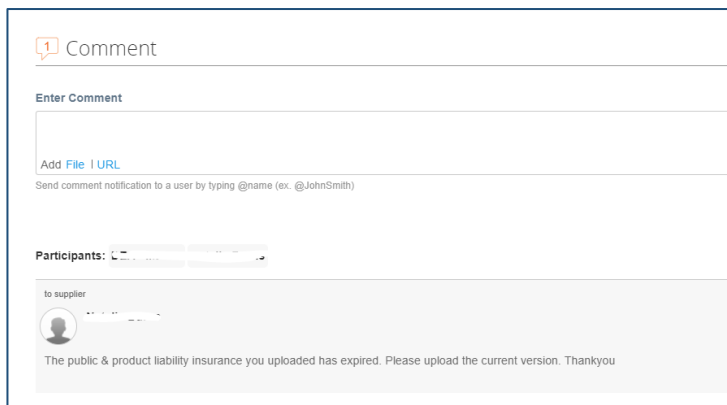 1 Comment
Enter Comment
Add File | URL
Send comment notification to a user by typing @name (ex. @JohnSmith)
Participants:
to supplier
The public & product liability insurance you uploaded has expired. Please upload the current version. Thankyou